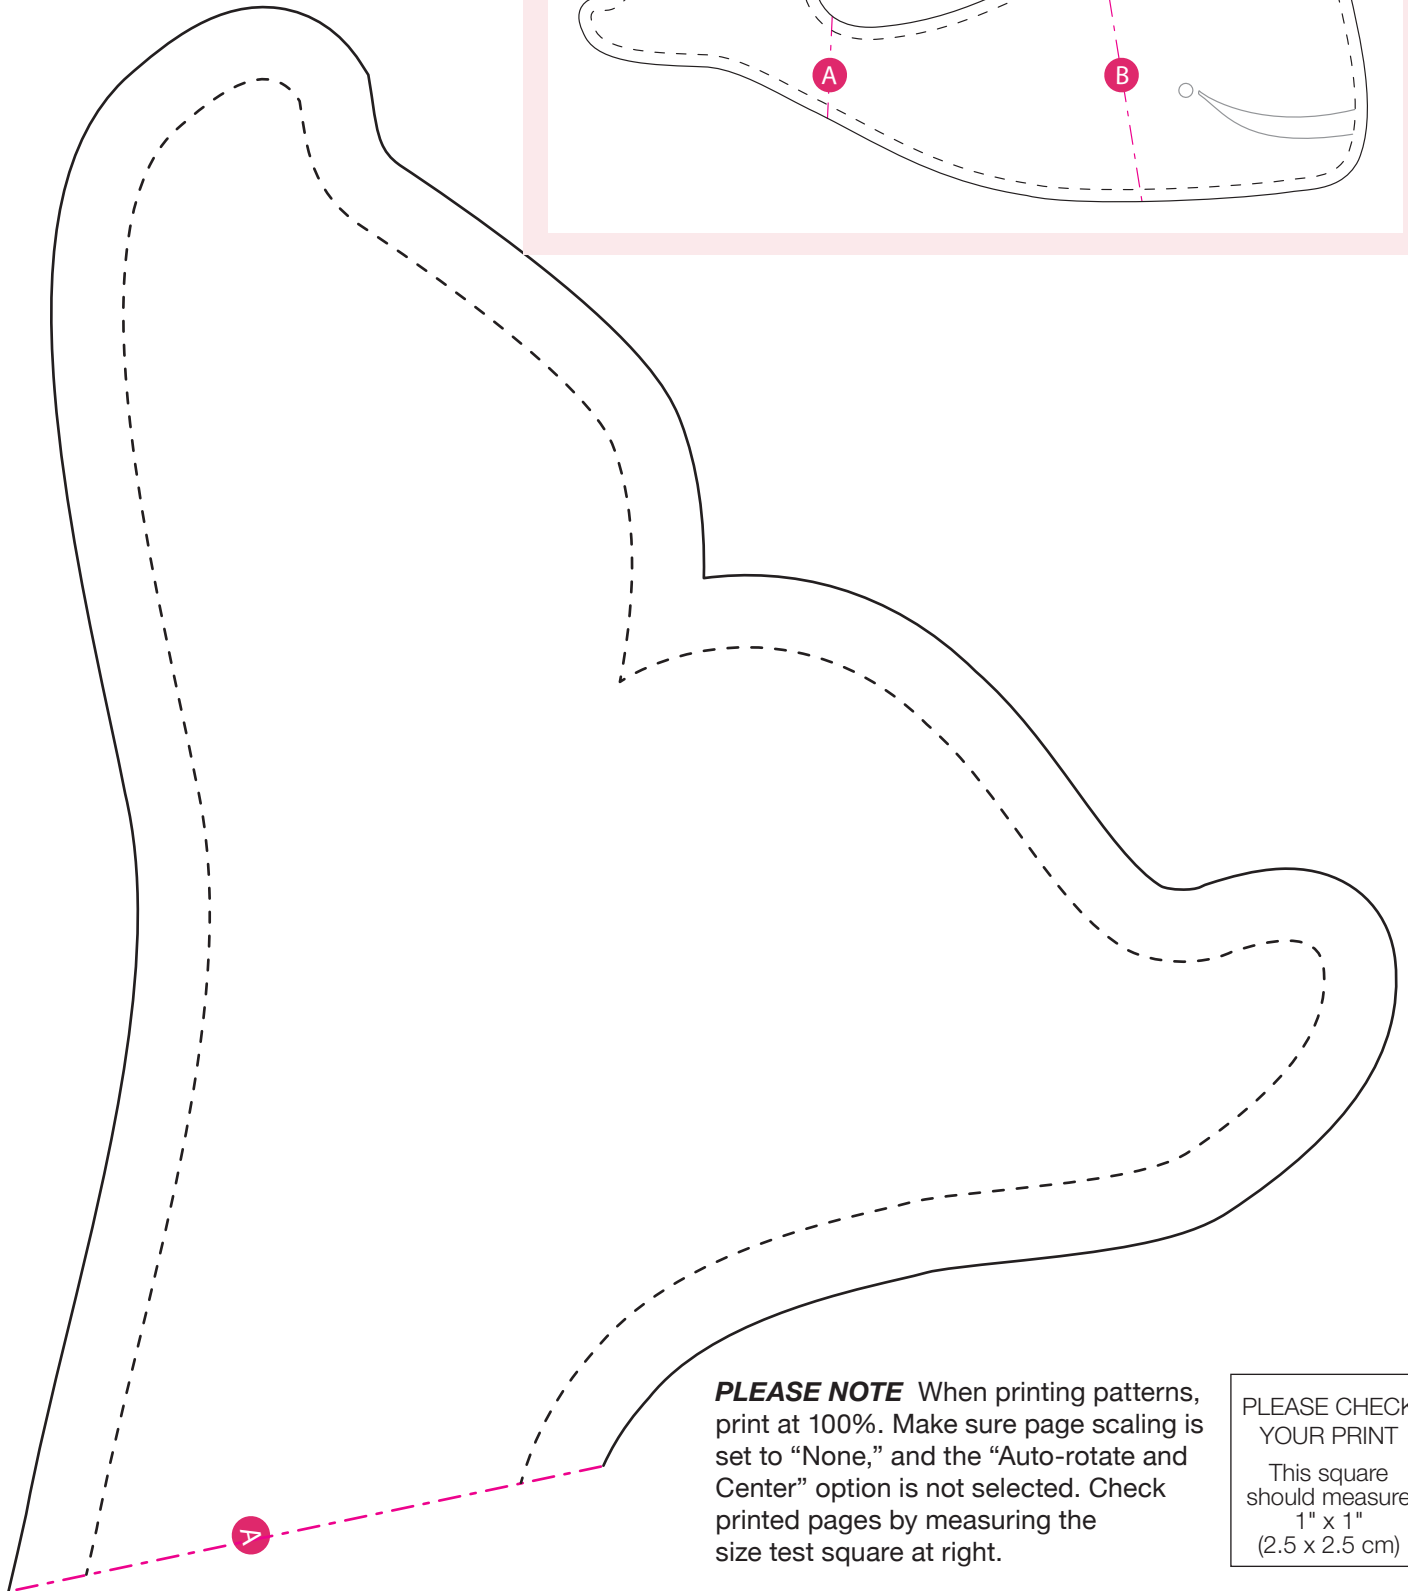 A
B
A
PLEASE NOTE When printing patterns,
print at 100%. Make sure page scaling is
set to “None,” and the “Auto-rotate and
Center” option is not selected. Check
printed pages by measuring the
size test square at right.
PLEASE CHECK
YOUR PRINT
This square
should measure
1" x 1"
(2.5 x 2.5 cm)